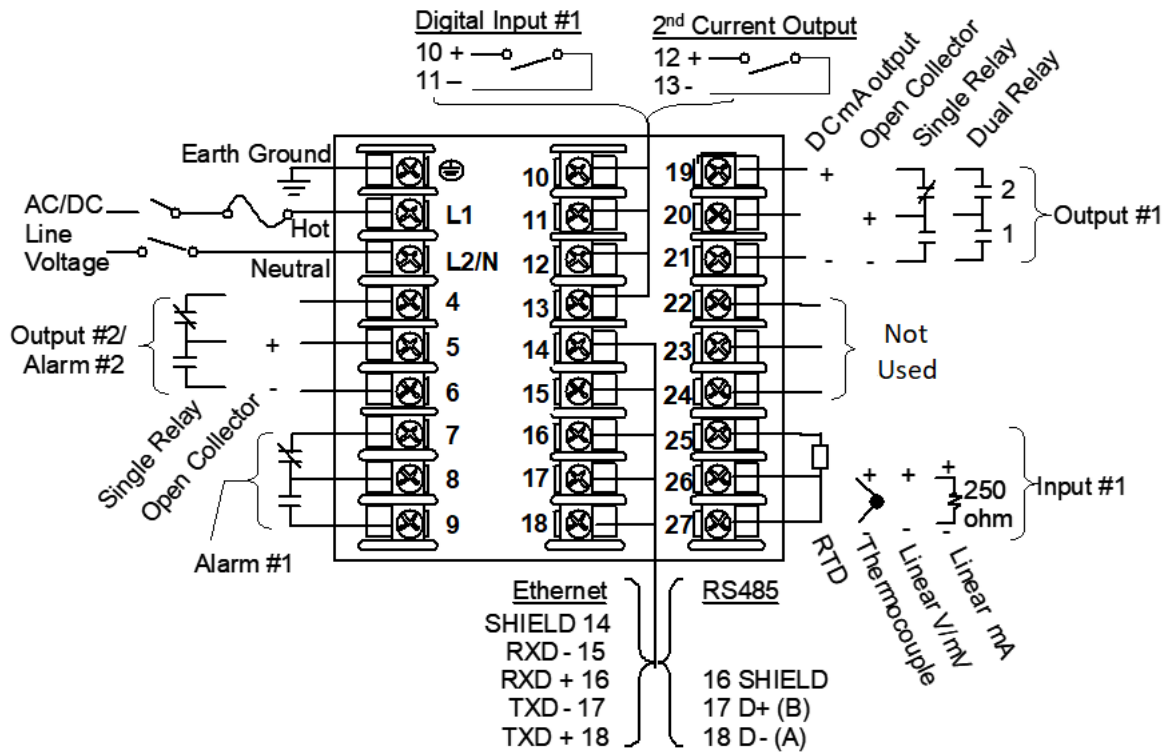 Digital Input #1
10 +
11 –
2nd Current Output
12 +
13 -
DC mA output
Open Collector
Single Relay
Dual Relay
Earth Ground
AC/DC
Line
Voltage
Hot
Neutral
L1
L2/N
4
5
6
7
8
9
10
11
12
13
14
15
16
17
18
19
20
21
22
23
24
25
26
27
+
+
- -
2
1
Output #1
Output #2/
Alarm #2
+
-
Single Relay
Open Collector
Alarm #1
Not
Used
+ + +
250
ohm
- -
Input #1
RTD
Thermocouple
Linear V/mV
Linear mA
Ethernet
SHIELD 14
RXD - 15
RXD + 16
TXD - 17
TXD + 18
RS485
16 SHIELD
17 D+ (B)
18 D- (A)